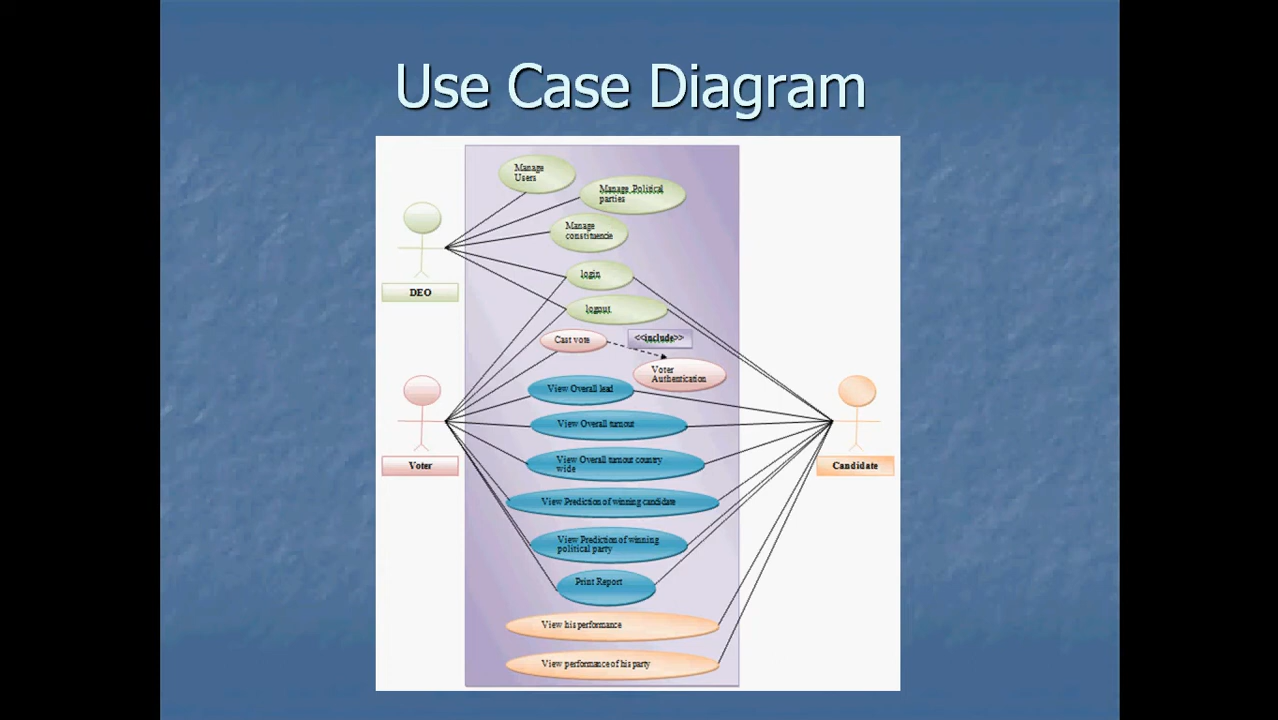 Use Case Diagram
Manage
Users
Manage Political
parties
Manage
constituencie
login
DEO
logout
Cast vote
<<include>>
Voter
Authentication
View Overall lead
View Overall turnout
View Overall turnout country
wide
Voter
Candidate
View Prediction of winning candidate
View Prediction of winning
political party
Print Report
View his performance
View performance of his party